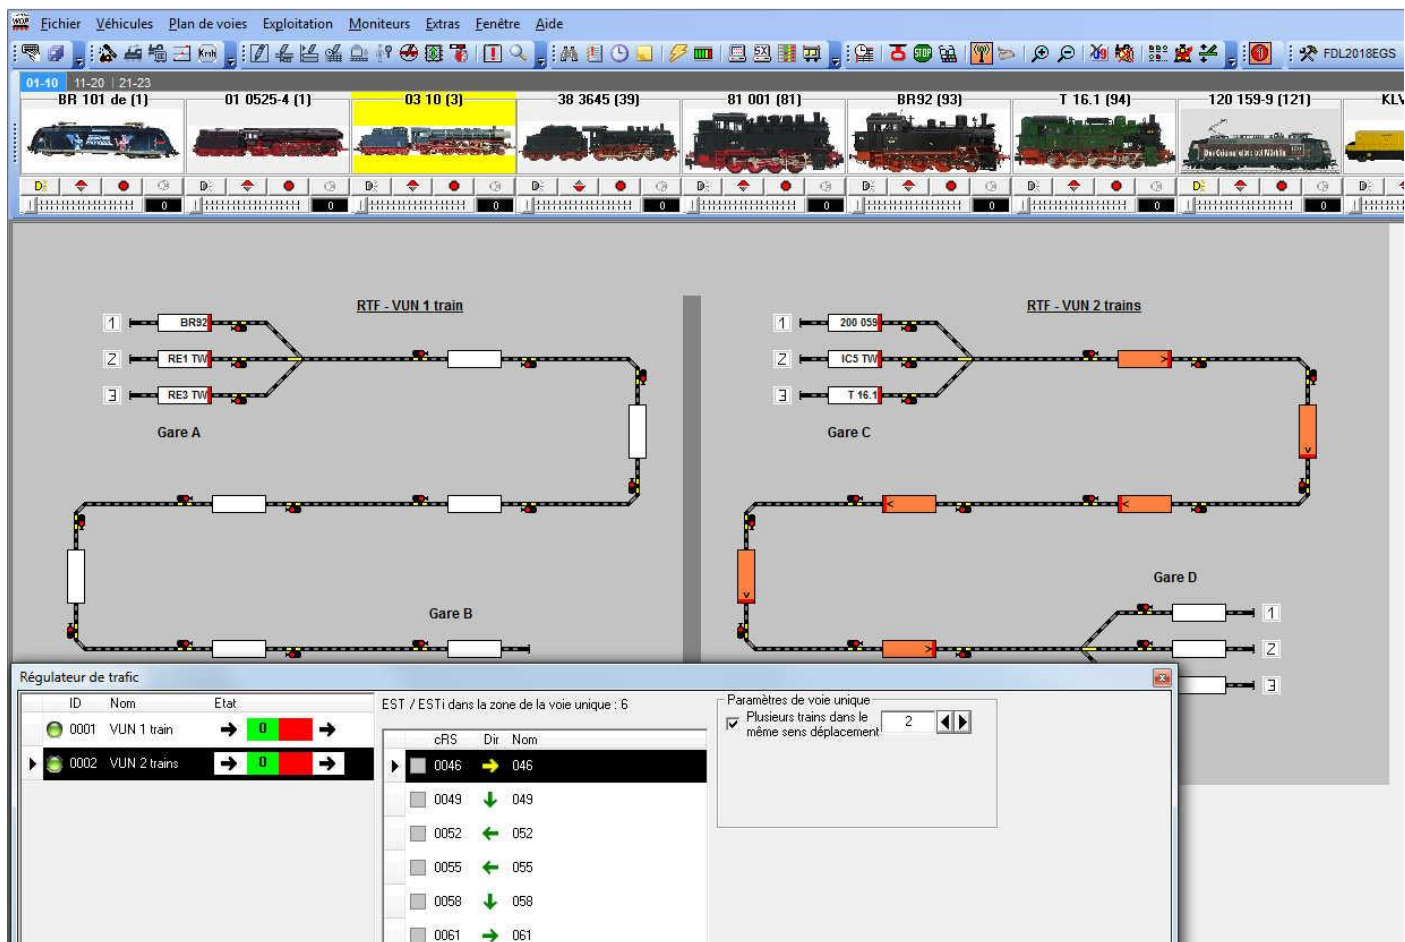 Fichier Véhicules Plan de voies Exploitation Moniteurs Extras Fenêtre Aide
FDL2018EGS
01-10 11-20 21-23
BR 101 de (1) 01 0525-4 (1) 03 10 (3) 38 3645 (39) 81 001 (81) BR92 (93) T 16.1 (94) 120 159-9 (121) KLV
0 0 0 0 0 0 0 0
RTF - VUN 1 train RTF - VUN 2 trains
1 BR92 1 200 059
2 RE1 TW 2 IC5 TW
3 RE3 TW 3 T 16.1
Gare A Gare C
Gare D
Gare B 1
2
3
Régulateur de trafic
ID Nom Etat
0001 VUN 1 train 0
0002 VUN 2 trains 0
EST / ESTi dans la zone de la voie unique : 6
cRS Dir Nom
0046 046
0049 049
0052 052
0055 055
0058 058
0061 061
Paramètres de voie unique
Plusieurs trains dans le
même sens déplacement 2